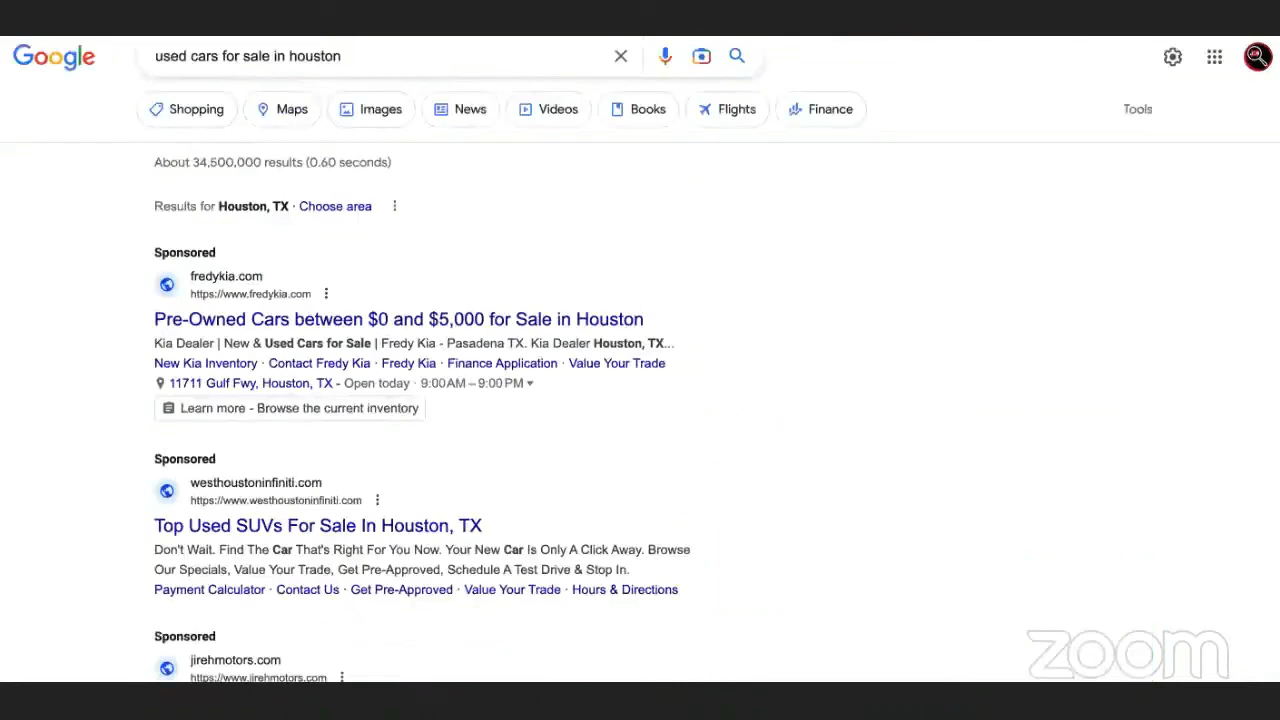 Google
used cars for sale in houston
Shopping
Maps
Images
News
Videos
Books
Flights
Finance
Tools
About 34,500,000 results (0.60 seconds)
Results for Houston, TX · Choose area
Sponsored
fredykia.com
https://www.fredykia.com
Pre-Owned Cars between $0 and $5,000 for Sale in Houston
Kia Dealer | New & Used Cars for Sale | Fredy Kia - Pasadena TX. Kia Dealer Houston, TX...
New Kia Inventory · Contact Fredy Kia · Fredy Kia · Finance Application · Value Your Trade
11711 Gulf Fwy, Houston, TX - Open today · 9:00 AM – 9:00 PM
Learn more - Browse the current inventory
Sponsored
westhoustoninfiniti.com
https://www.westhoustoninfiniti.com
Top Used SUVs For Sale In Houston, TX
Don't Wait. Find The Car That's Right For You Now. Your New Car Is Only A Click Away. Browse
Our Specials, Value Your Trade, Get Pre-Approved, Schedule A Test Drive & Stop In.
Payment Calculator · Contact Us · Get Pre-Approved · Value Your Trade · Hours & Directions
Sponsored
jirehmotors.com
https://www.jirehmotors.com
zoom